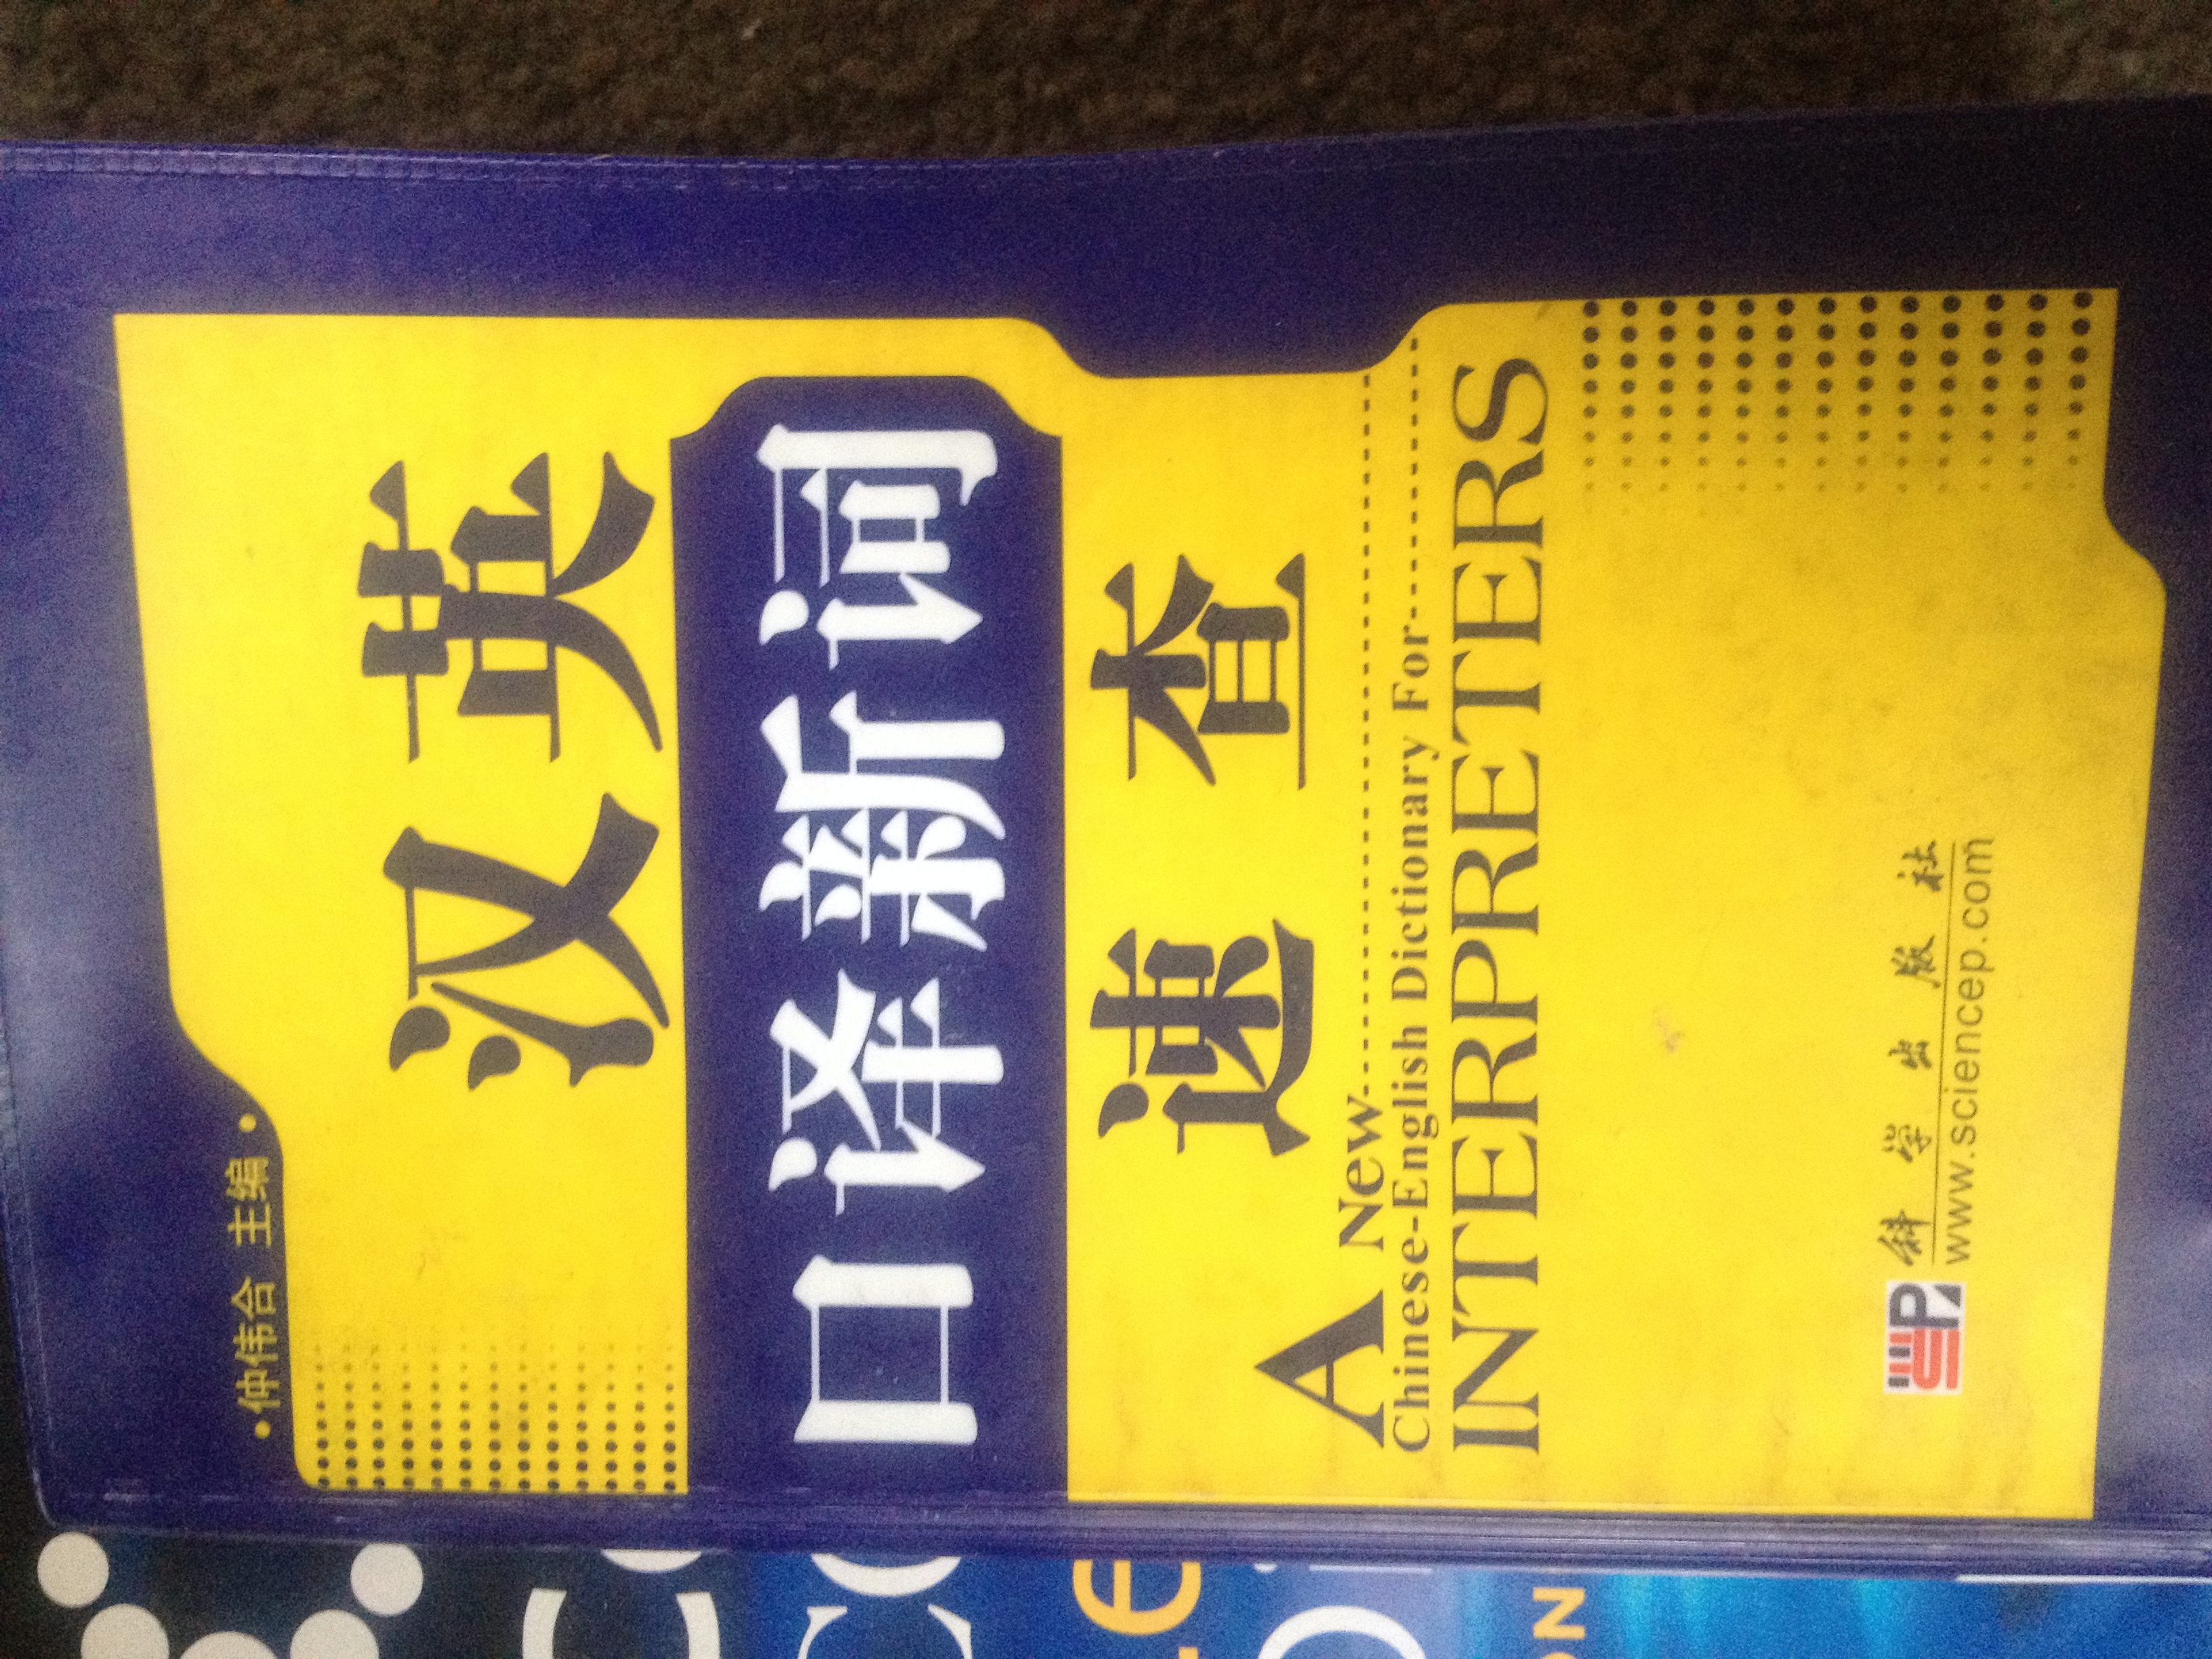 •仲伟合 主编•
汉英
口译新词
速查
A New
Chinese-English Dictionary For
INTERPRETERS
科学出版社
www.sciencep.com